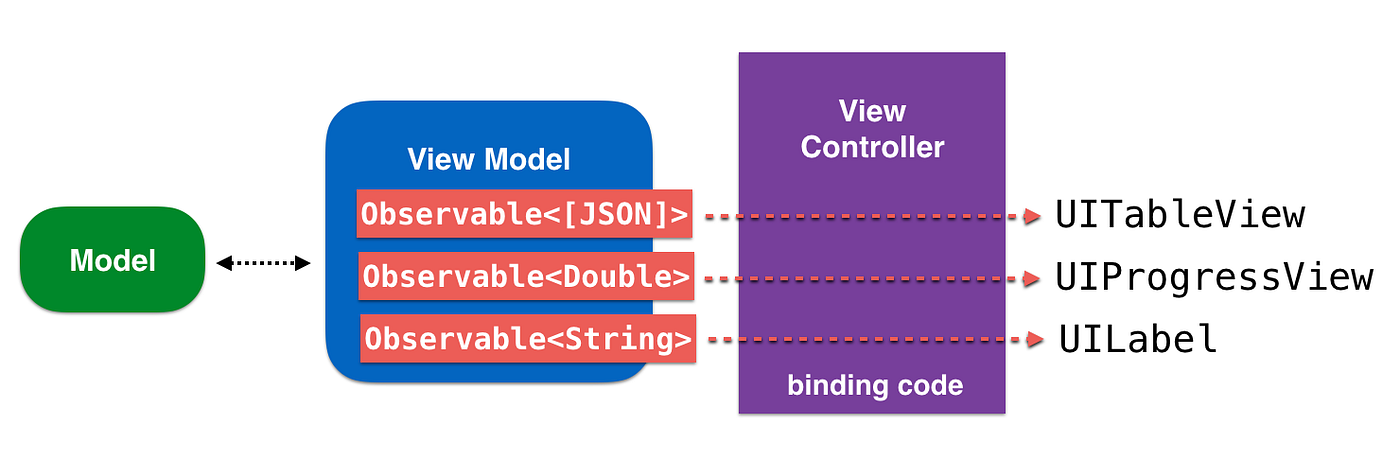 Model
View Model
Observable<[JSON]>
Observable<Double>
Observable<String>
View
Controller
binding code
UITableView
UIProgressView
UILabel